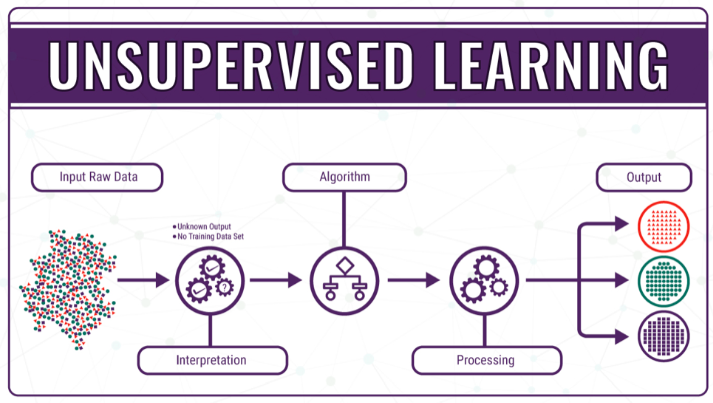 UNSUPERVISED LEARNING
Input Raw Data
Algorithm
Output
•Unknown Output
•No Training Data Set
?
Interpretation
Processing